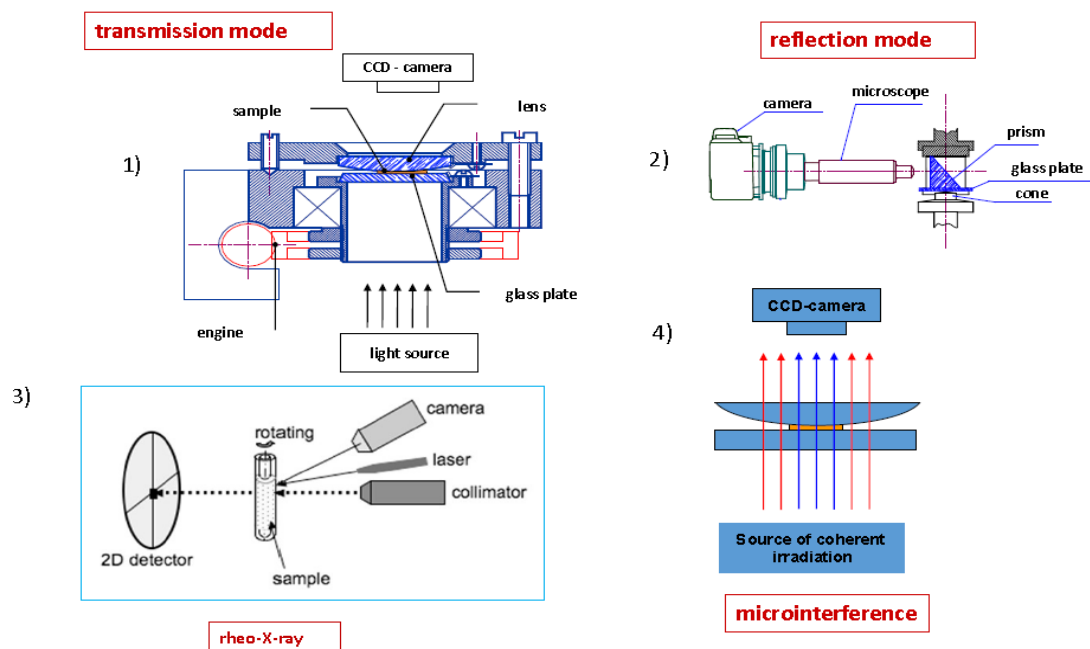 transmission mode
CCD - camera
sample
lens
1)
engine
glass plate
light source
reflection mode
camera
microscope
2)
prism
glass plate
cone
3)
camera
rotating
laser
collimator
2D detector
sample
rheo-X-ray
4)
CCD-camera
Source of coherent
irradiation
microinterference